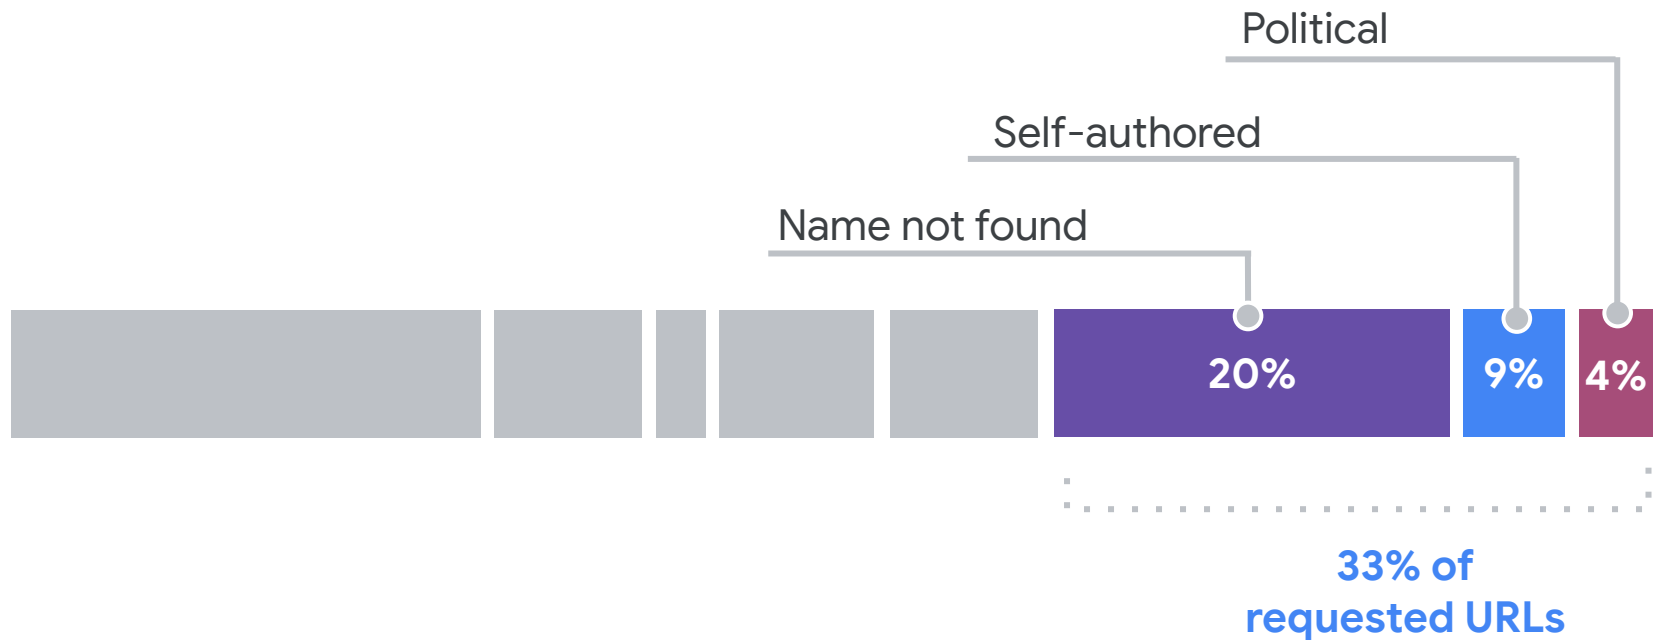 Political
Self-authored
Name not found
20%
9%
4%
33% of
requested URLs